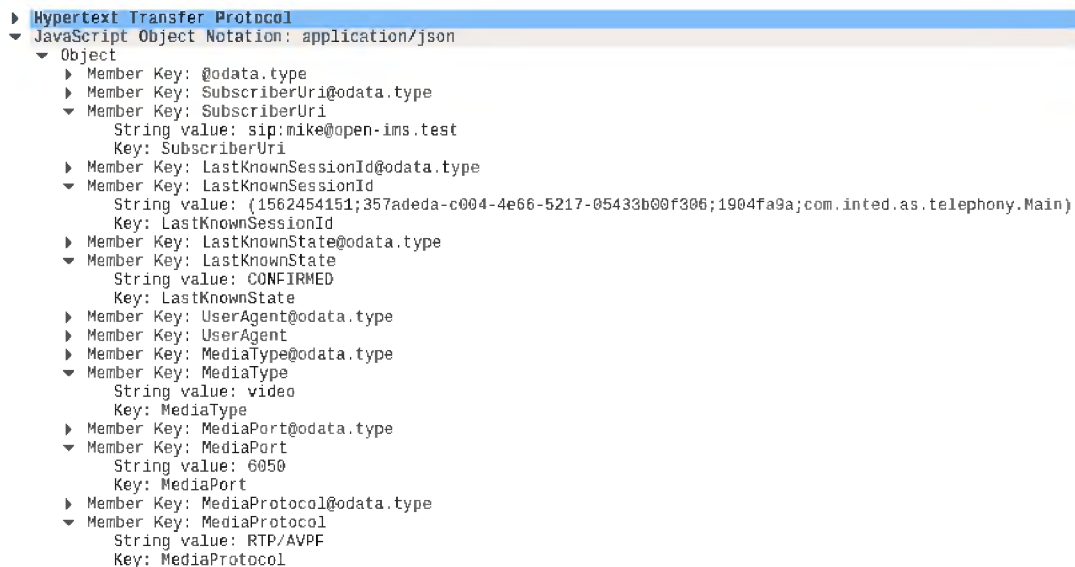 Hypertext Transfer Protocol
JavaScript Object Notation: application/json
Object
Member Key: @odata.type
Member Key: SubscriberUri@odata.type
Member Key: SubscriberUri
String value: sip:mike@open-ims.test
Key: SubscriberUri
Member Key: LastKnownSessionId@odata.type
Member Key: LastKnownSessionId
String value: (1562454151;357adeda-c004-4e66-5217-05433b00f306;1904fa9a;com.inted.as.telephony.Main)
Key: LastKnownSessionId
Member Key: LastKnownState@odata.type
Member Key: LastKnownState
String value: CONFIRMED
Key: LastKnownState
Member Key: UserAgent@odata.type
Member Key: UserAgent
Member Key: MediaType@odata.type
Member Key: MediaType
String value: video
Key: MediaType
Member Key: MediaPort@odata.type
Member Key: MediaPort
String value: 6050
Key: MediaPort
Member Key: MediaProtocol@odata.type
Member Key: MediaProtocol
String value: RTP/AVPF
Key: MediaProtocol